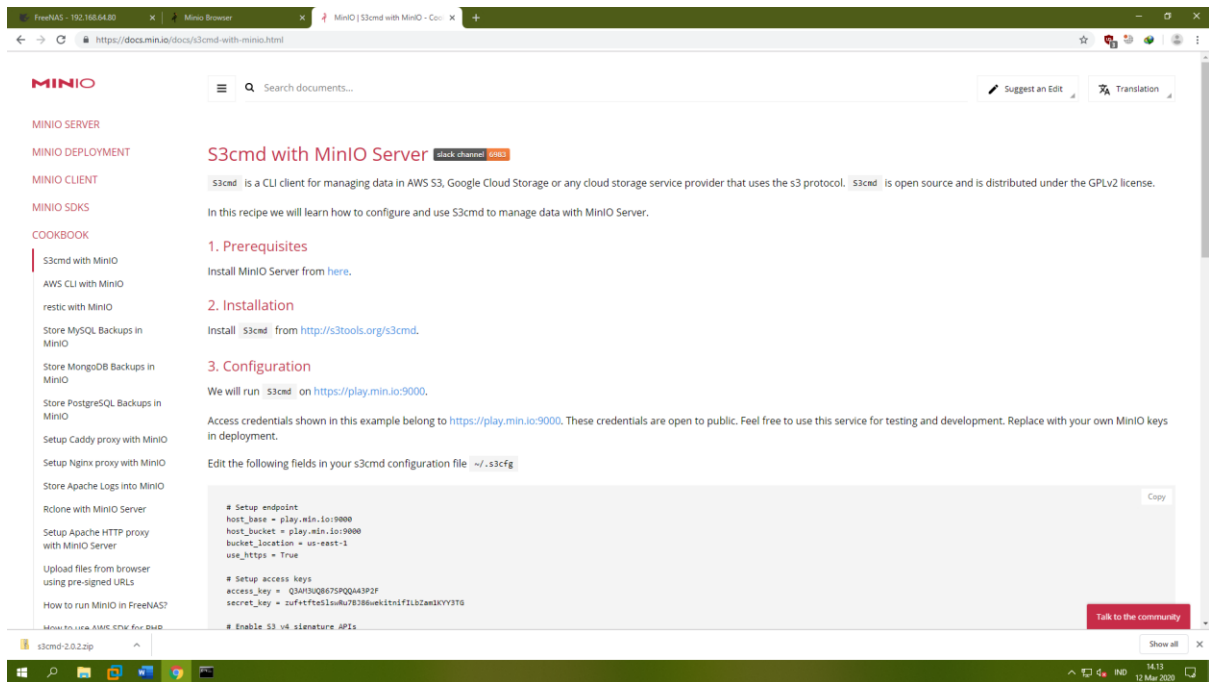 FreeNAS - 192.168.64.80
Minio Browser
MinIO | S3cmd with MinIO - Coo
https://docs.min.io/docs/s3cmd-with-minio.html
MINIO
Search documents...
Suggest an Edit
Translation
MINIO SERVER
MINIO DEPLOYMENT
MINIO CLIENT
MINIO SDKS
COOKBOOK
S3cmd with MinIO
AWS CLI with MinIO
restic with MinIO
Store MySQL Backups in
MinIO
Store MongoDB Backups in
MinIO
Store PostgreSQL Backups in
MinIO
Setup Caddy proxy with MinIO
Setup Nginx proxy with MinIO
Store Apache Logs into MinIO
Rclone with MinIO Server
Setup Apache HTTP proxy
with MinIO Server
Upload files from browser
using pre-signed URLs
How to run MinIO in FreeNAS?
How to use AWS SDK for PHP
S3cmd with MinIO Server slack channel 6983
S3cmd is a CLI client for managing data in AWS S3, Google Cloud Storage or any cloud storage service provider that uses the s3 protocol. S3cmd is open source and is distributed under the GPLv2 license.
In this recipe we will learn how to configure and use S3cmd to manage data with MinIO Server.
1. Prerequisites
Install MinIO Server from here.
2. Installation
Install S3cmd from http://s3tools.org/s3cmd.
3. Configuration
We will run S3cmd on https://play.min.io:9000.
Access credentials shown in this example belong to https://play.min.io:9000. These credentials are open to public. Feel free to use this service for testing and development. Replace with your own MinIO keys
in deployment.
Edit the following fields in your s3cmd configuration file ~/.s3cfg
Copy
# Setup endpoint
host_base = play.min.io:9000
host_bucket = play.min.io:9000
bucket_location = us-east-1
use_https = True
# Setup access keys
access_key = Q3AM3UQ867SPQQA43P2F
secret_key = zuf+tfteSlswRu7BJ86wekitnifILbZam1KYY3TG
# Enable S3 v4 signature APIs
Talk to the community
s3cmd-2.0.2.zip
Show all
IND
14.13
12 Mar 2020